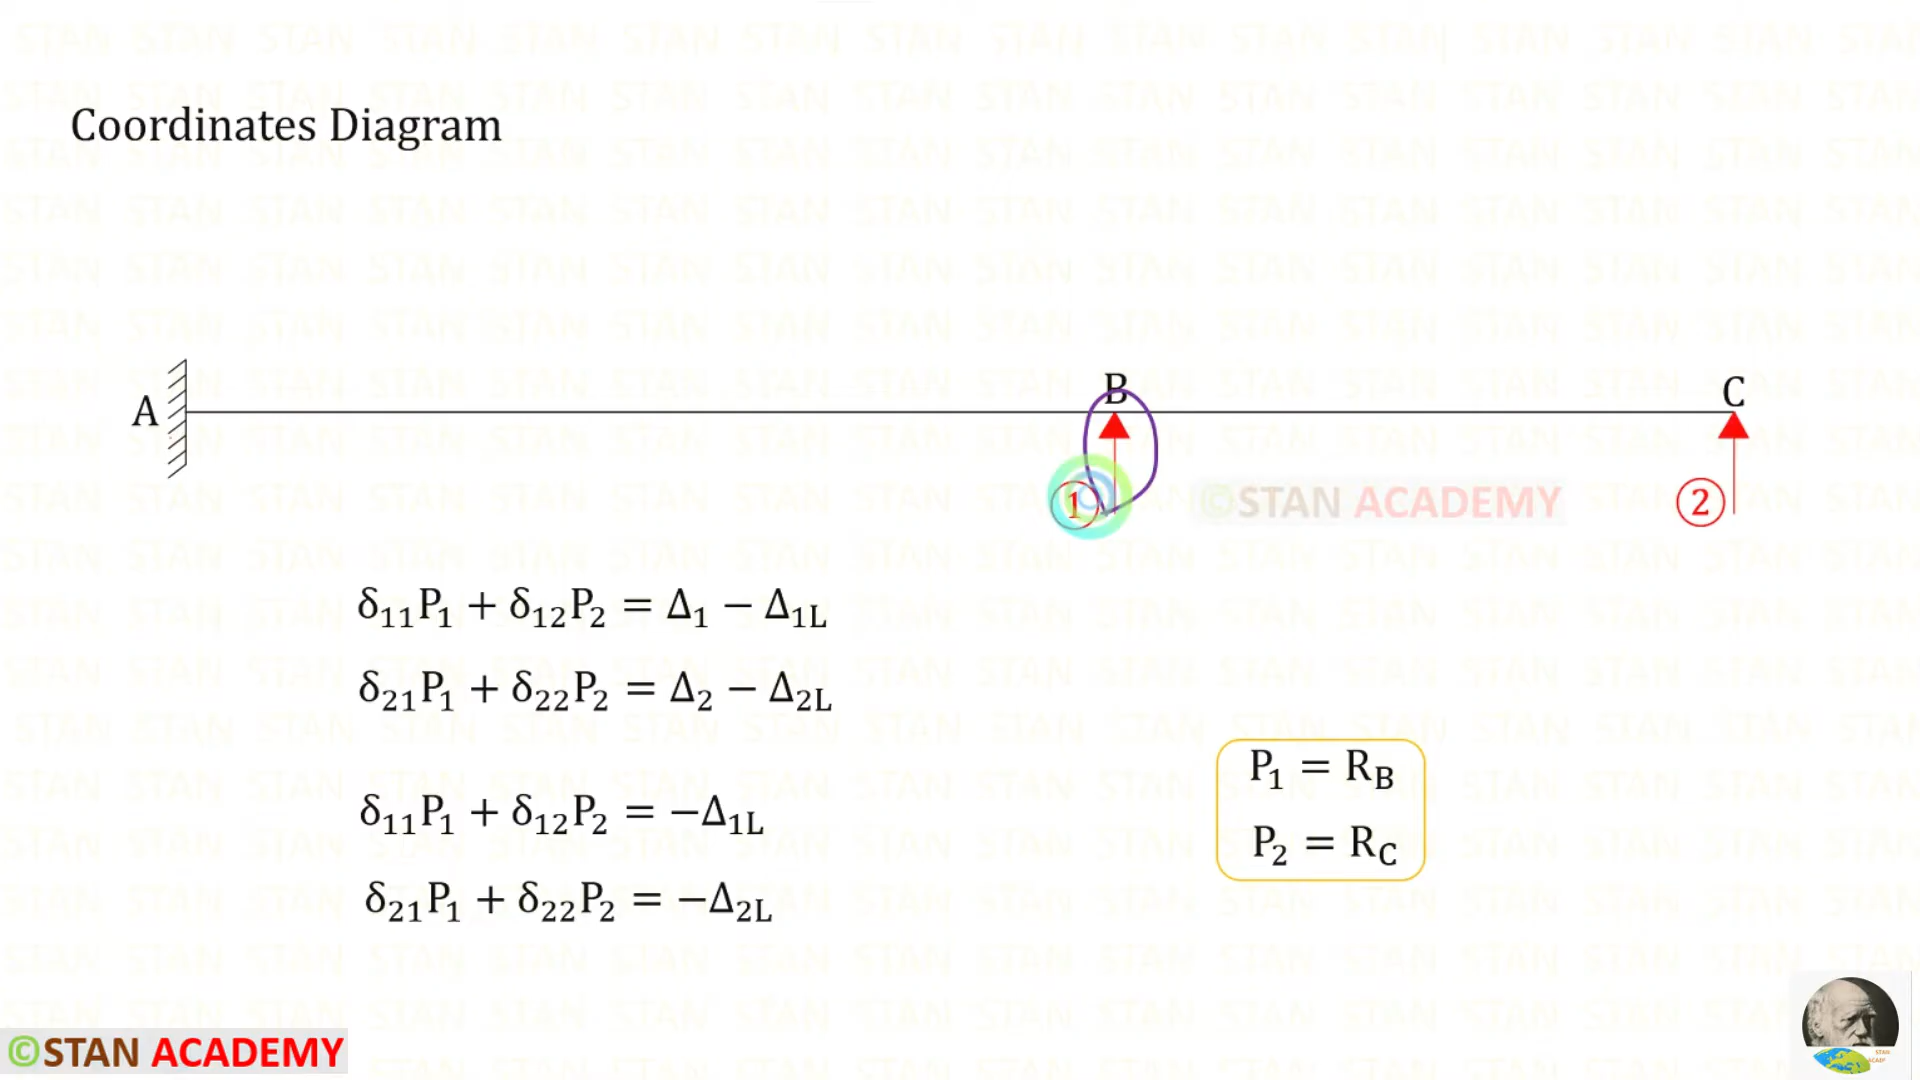 Coordinates Diagram
A
B
C
①
②
©STAN ACADEMY
δ₁₁P₁ + δ₁₂P₂ = Δ₁ − Δ₁L
δ₂₁P₁ + δ₂₂P₂ = Δ₂ − Δ₂L
δ₁₁P₁ + δ₁₂P₂ = −Δ₁L
δ₂₁P₁ + δ₂₂P₂ = −Δ₂L
P₁ = R_B
P₂ = R_C
©STAN ACADEMY
STAN